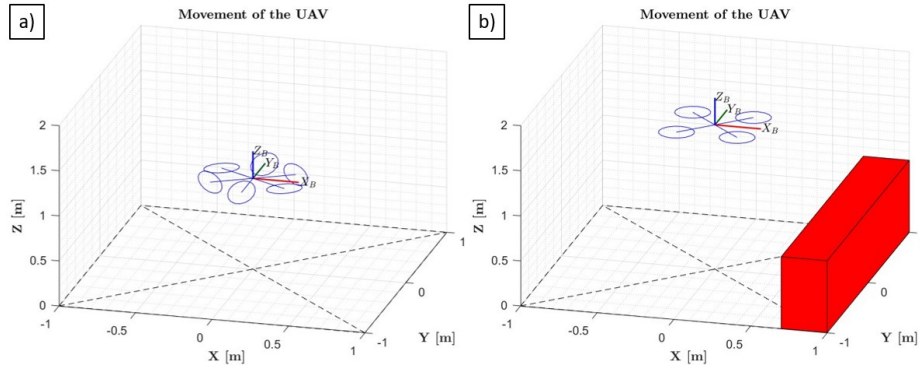 a)
Movement of the UAV
Z_B
Y_B
X_B
2
1.5
1
0.5
0
Z [m]
-1
-0.5
0
0.5
1
X [m]
-1
0
1
Y [m]
b)
Movement of the UAV
Z_B
Y_B
X_B
2
1.5
1
0.5
0
Z [m]
-1
-0.5
0
0.5
1
X [m]
-1
0
1
Y [m]